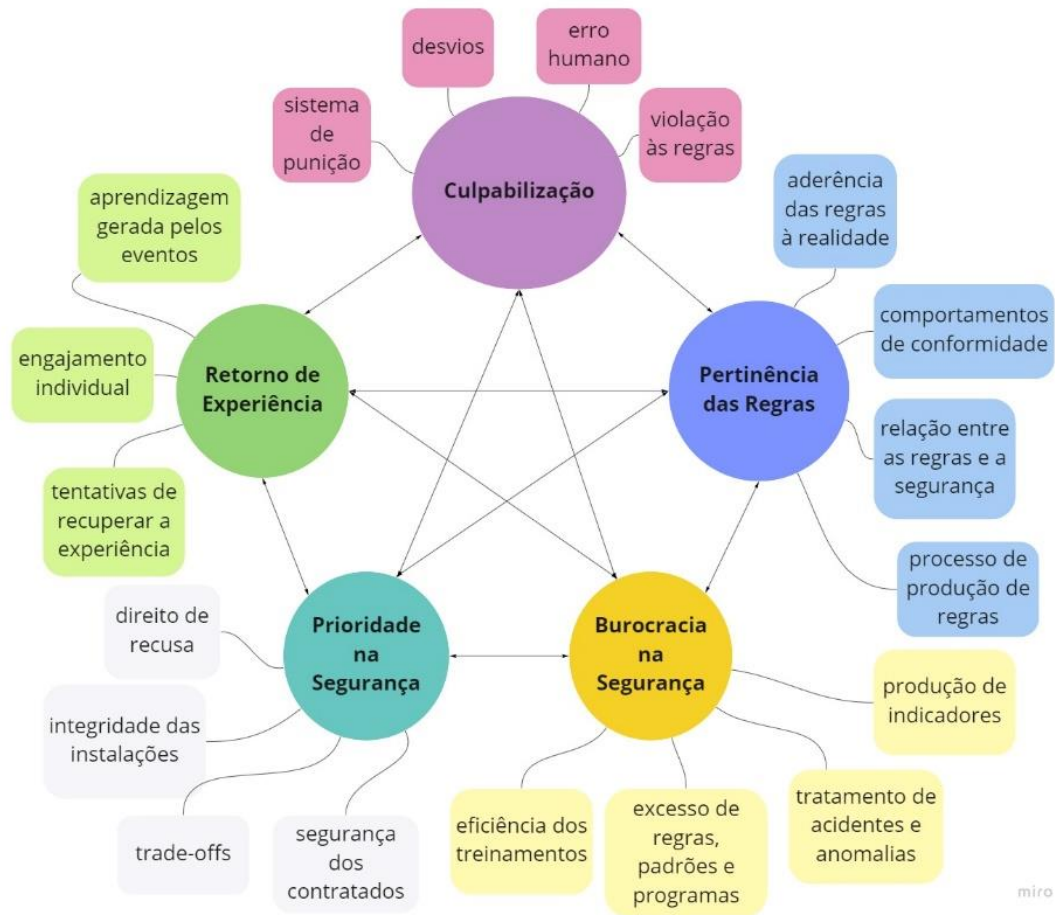 desvios
erro
humano
sistema
de
punição
violação
às regras
Culpabilização
aprendizagem
gerada pelos
eventos
engajamento
individual
tentativas de
recuperar a
experiência
Retorno de
Experiência
aderência
das regras
à realidade
comportamentos
de conformidade
relação entre
as regras e a
segurança
processo de
produção de
regras
Pertinência
das Regras
Prioridade
na
Segurança
direito de
recusa
integridade das
instalações
trade-offs
segurança
dos
contratados
Burocracia
na
Segurança
produção de
indicadores
tratamento de
acidentes e
anomalias
excesso de
regras,
padrões e
programas
eficiência dos
treinamentos
miro